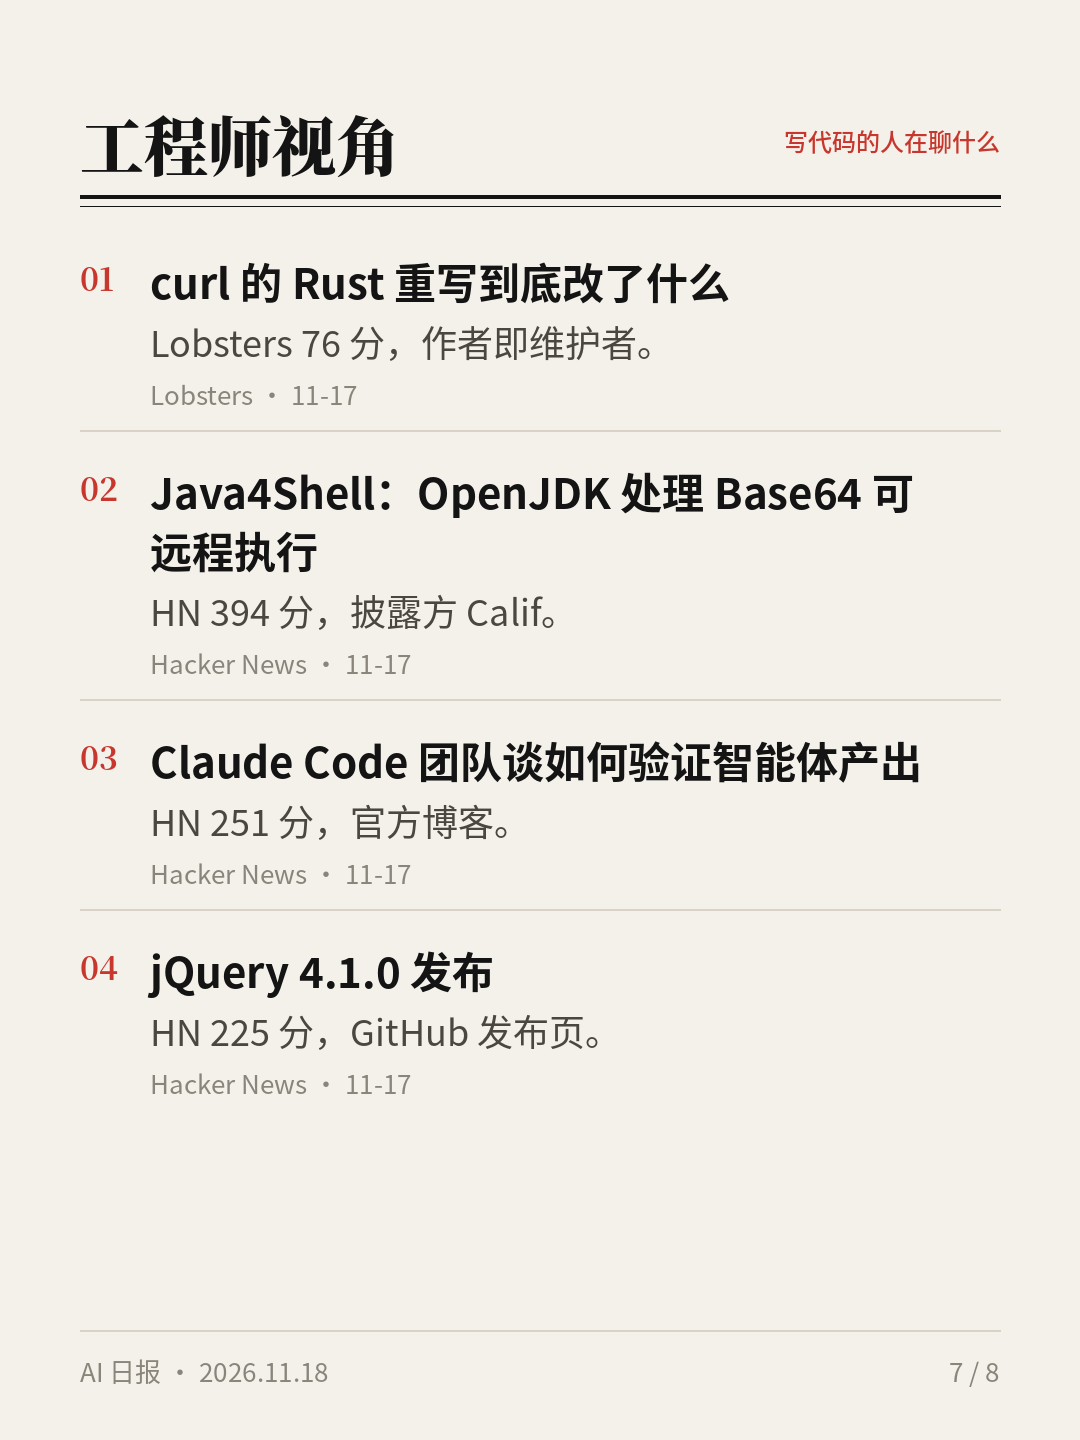 工程师视角
写代码的人在聊什么
01
curl 的 Rust 重写到底改了什么
Lobsters 76 分，作者即维护者。
Lobsters · 11-17
02
Java4Shell：OpenJDK 处理 Base64 可
远程执行
HN 394 分，披露方 Calif。
Hacker News · 11-17
03
Claude Code 团队谈如何验证智能体产出
HN 251 分，官方博客。
Hacker News · 11-17
04
jQuery 4.1.0 发布
HN 225 分，GitHub 发布页。
Hacker News · 11-17
AI 日报 · 2026.11.18
7 / 8